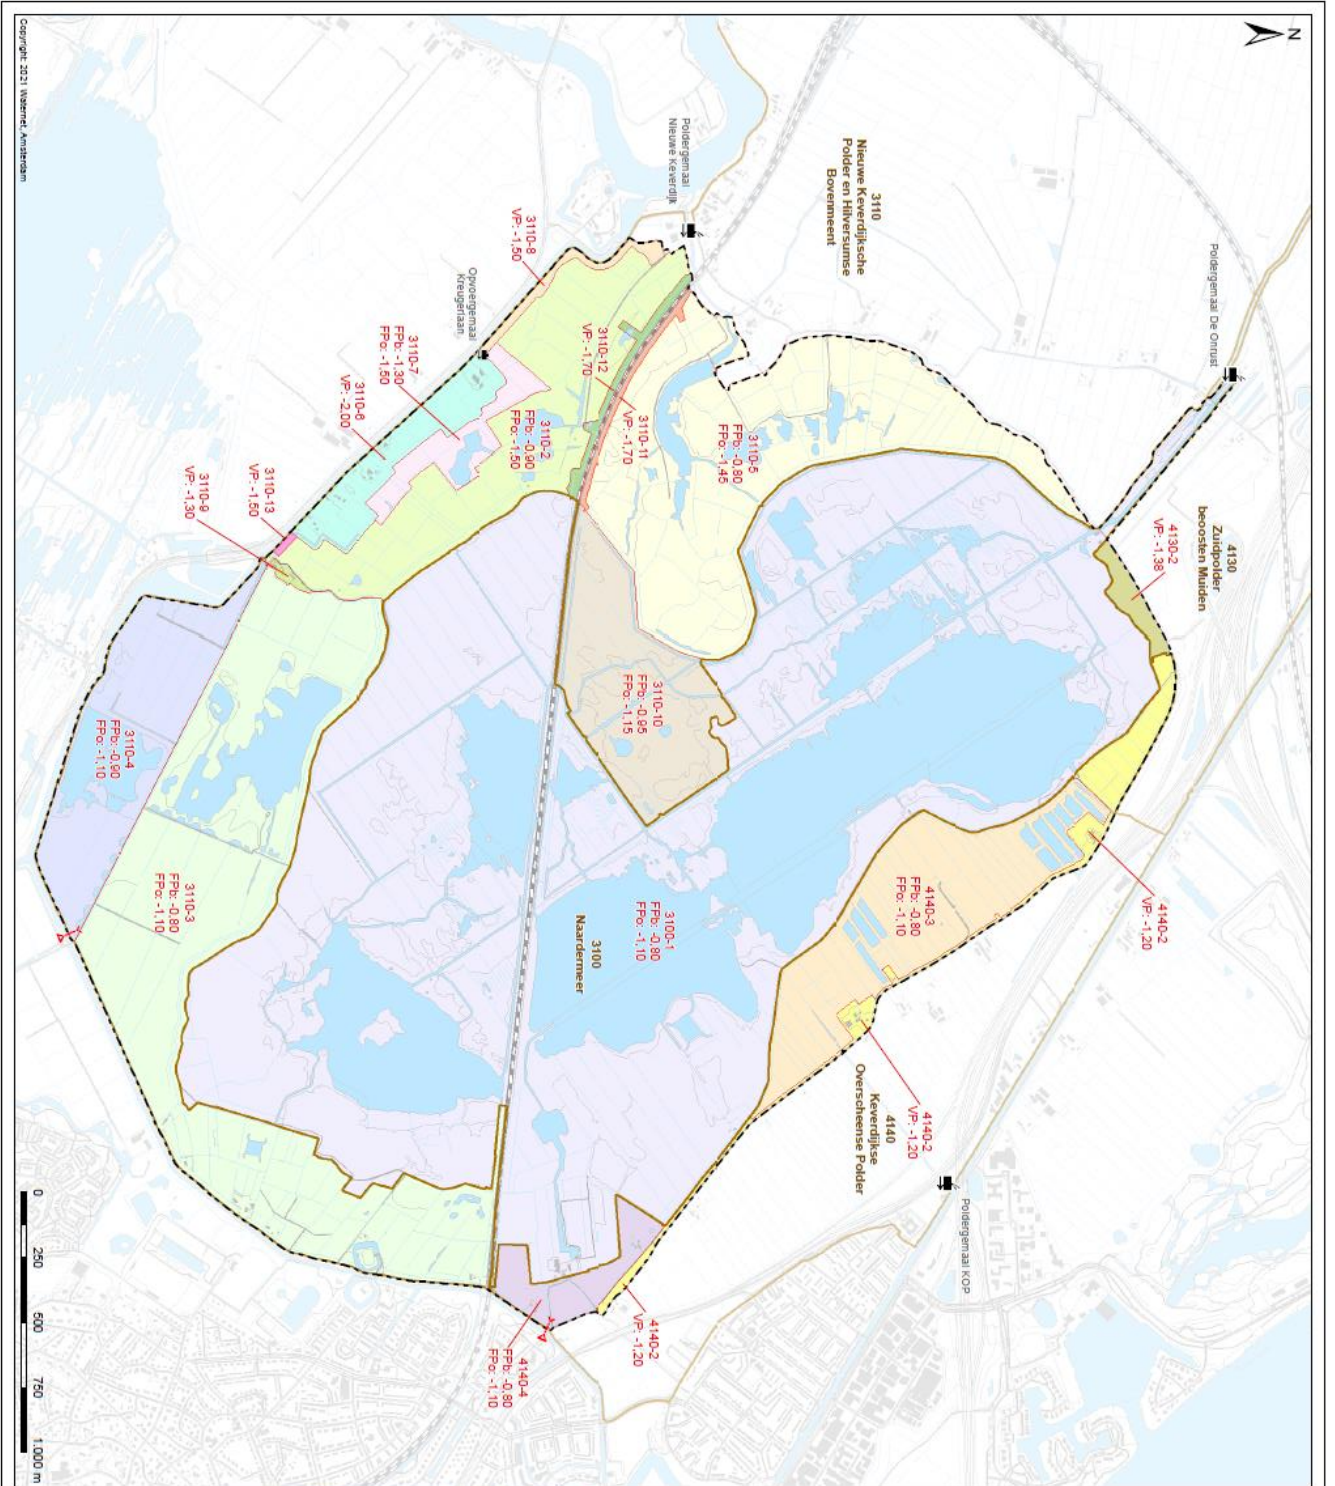 N
Poldergemaal De Onrust
4130
Zuidpolder
beoosten Muiden
4130-2
VP: -1,38
3110
Nieuwe Keverdijksche
Polder en Hilversumse
Bovenmeent
Poldergemaal
Nieuwe Keverdijk
3110-8
VP: -1,50
Opvoergemaal
Kreugerlaan
3110-12
VP: -1,70
3110-11
VP: -1,70
3110-5
FPb: -0,80
FPo: -1,45
3110-7
FPb: -1,30
FPo: -1,50
3110-2
FPb: -0,90
FPo: -1,50
3110-6
VP: -2,00
3110-13
VP: -1,50
3110-9
VP: -1,30
3110-10
FPb: -0,95
FPo: -1,15
3110-4
FPb: -0,90
FPo: -1,10
3110-3
FPb: -0,80
FPo: -1,10
3100-1
FPb: -0,80
FPo: -1,10
3100
Naardermeer
4140-3
FPb: -0,80
FPo: -1,10
4140-2
VP: -1,20
4140-2
VP: -1,20
4140
Keverdijkse
Overscheense Polder
Poldergemaal KOP
4140-2
VP: -1,20
4140-4
FPb: -0,80
FPo: -1,10
0 250 500 750 1.000 m
Copyright: 2021 Waternet, Amsterdam